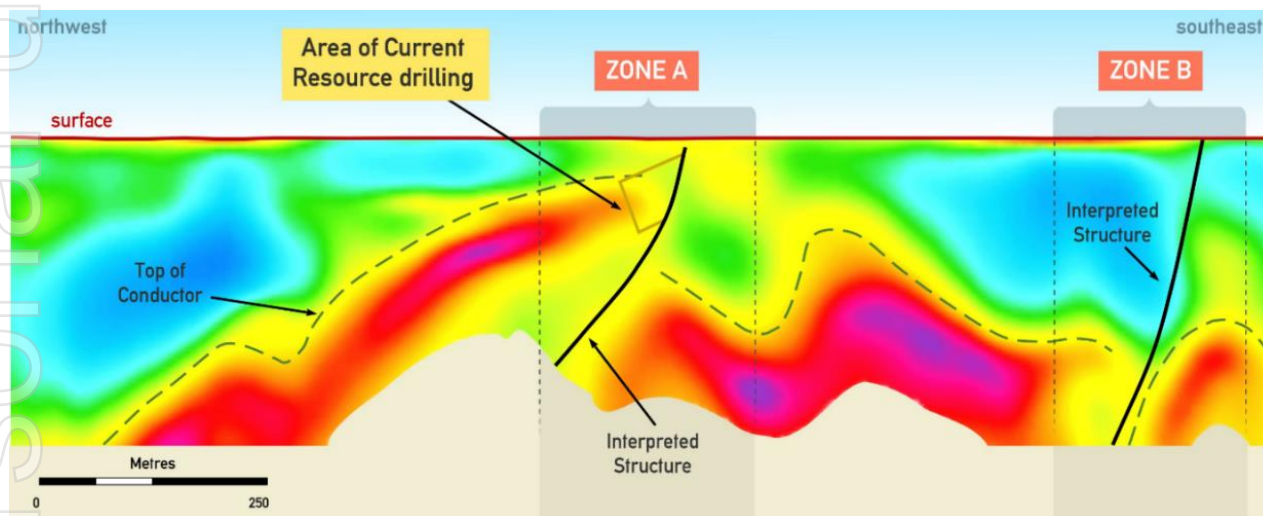 northwest
southeast
Area of Current
Resource drilling
ZONE A
ZONE B
surface
Interpreted
Structure
Top of
Conductor
Interpreted
Structure
Metres
0
250